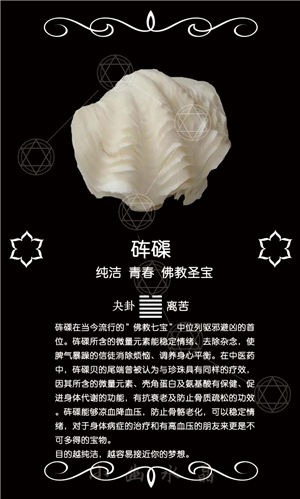 砗磲
纯洁 青春 佛教圣宝
夬卦 离苦
砗磲在当今流行的“佛教七宝”中位列驱邪避凶的首
位。砗磲所含的微量元素能稳定情绪、去除杂念,使
脾气暴躁的信徒消除烦恼、调养身心平衡。在中医药
中,砗磲贝的尾端曾被认为与珍珠具有同样的疗效。
因其所含的微量元素、壳角蛋白及氨基酸有保健、促
进身体代谢的功能,有抗衰老及防止骨质疏松的功效
。砗磲能够凉血降血压,防止骨骼老化,可以稳定情
绪,对于身体病症的治疗和有高血压的朋友来更是不
可多得的宝物。
目的越纯洁,越容易接近你的梦想。